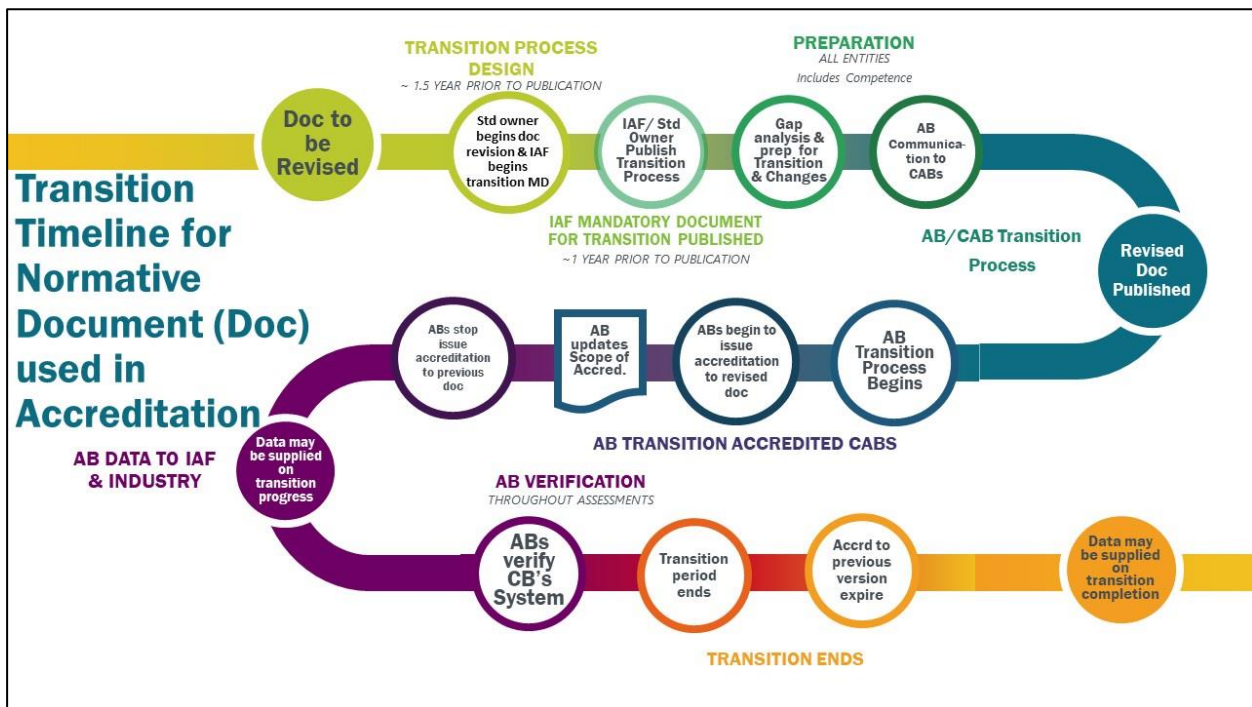 TRANSITION PROCESS
DESIGN
~ 1.5 YEAR PRIOR TO PUBLICATION
PREPARATION
ALL ENTITIES
Includes Competence
Doc to
be
Revised
Std owner
begins doc
revision & IAF
begins
transition MD
IAF/ Std
Owner
Publish
Transition
Process
Gap
analysis &
prep for
Transition
& Changes
AB
Communica-
tion to
CABs
Transition
Timeline for
Normative
Document (Doc)
used in
Accreditation
IAF MANDATORY DOCUMENT
FOR TRANSITION PUBLISHED
~1 YEAR PRIOR TO PUBLICATION
AB/CAB Transition
Process
Revised
Doc
Published
ABs stop
issue
accreditation
to previous
doc
AB
updates
Scope of
Accred.
ABs begin to
issue
accreditation
to revised
doc
AB
Transition
Process
Begins
AB TRANSITION ACCREDITED CABS
AB DATA TO IAF
& INDUSTRY
Data may
be supplied
on
transition
progress
AB VERIFICATION
THROUGHOUT ASSESSMENTS
ABs
verify
CB's
System
Transition
period
ends
Accrd to
previous
version
expire
Data may be
supplied on
transition
completion
TRANSITION ENDS